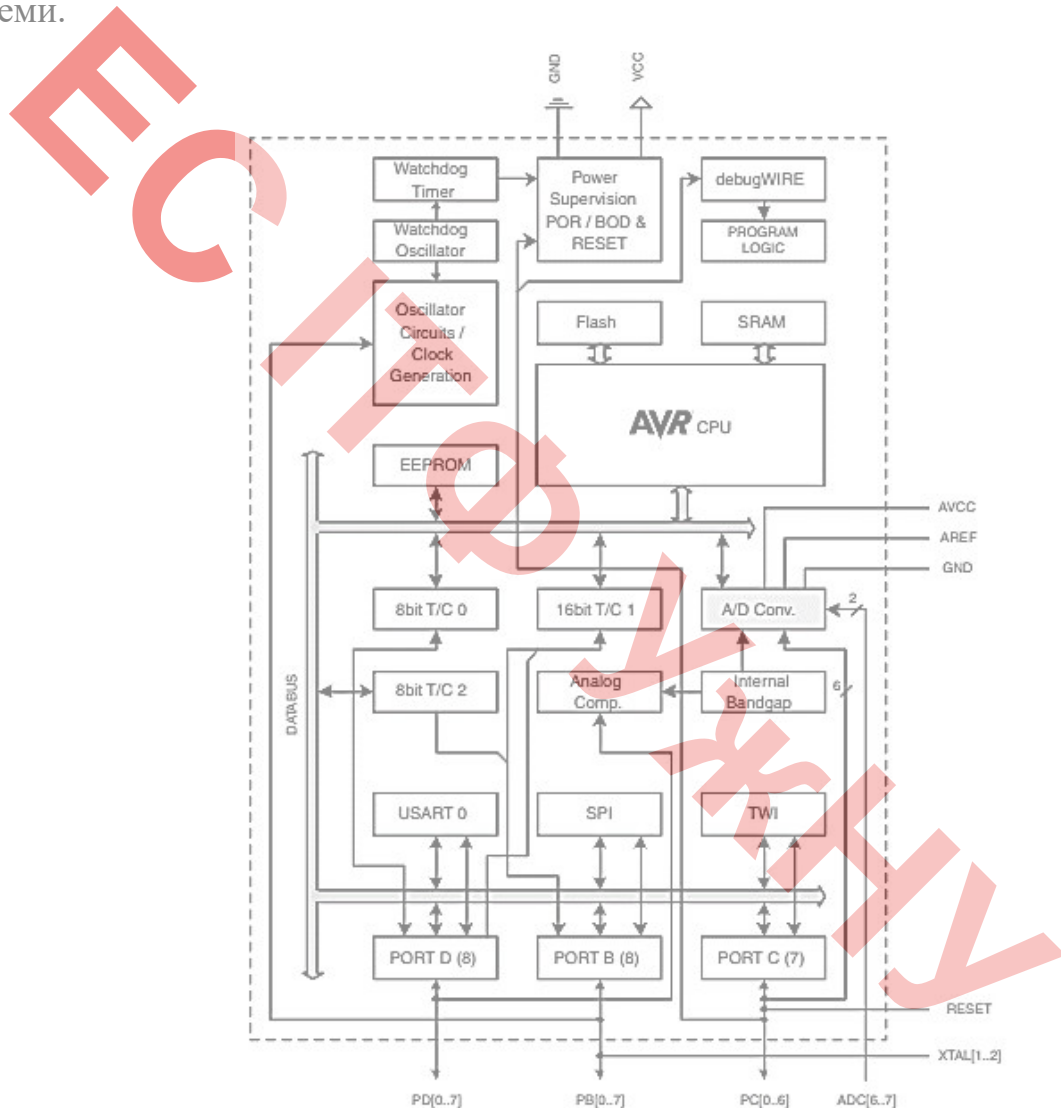 еми.
GND
VCC
Watchdog
Timer
Power
Supervision
POR / BOD &
RESET
debugWIRE
Watchdog
Oscillator
PROGRAM
LOGIC
Oscillator
Circuits /
Clock
Generation
Flash
SRAM
AVR CPU
EEPROM
AVCC
AREF
GND
8bit T/C 0
16bit T/C 1
A/D Conv.
2
8bit T/C 2
Analog
Comp.
Internal
Bandgap
6
DATABUS
USART 0
SPI
TWI
PORT D (8)
PORT B (8)
PORT C (7)
RESET
XTAL[1..2]
PD[0..7]
PB[0..7]
PC[0..6]
ADC[6..7]
ЕС ІТФ УжНУ